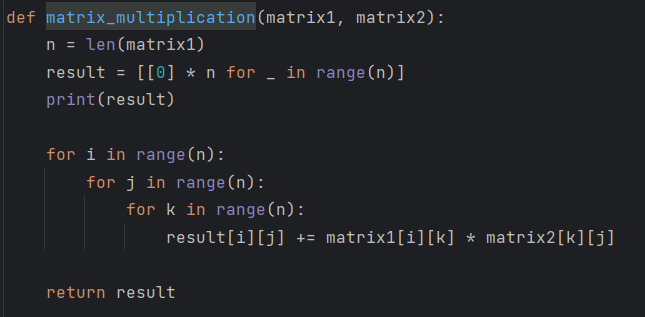 def matrix_multiplication(matrix1, matrix2):
    n = len(matrix1)
    result = [[0] * n for _ in range(n)]
    print(result)

    for i in range(n):
        for j in range(n):
            for k in range(n):
                result[i][j] += matrix1[i][k] * matrix2[k][j]

    return result